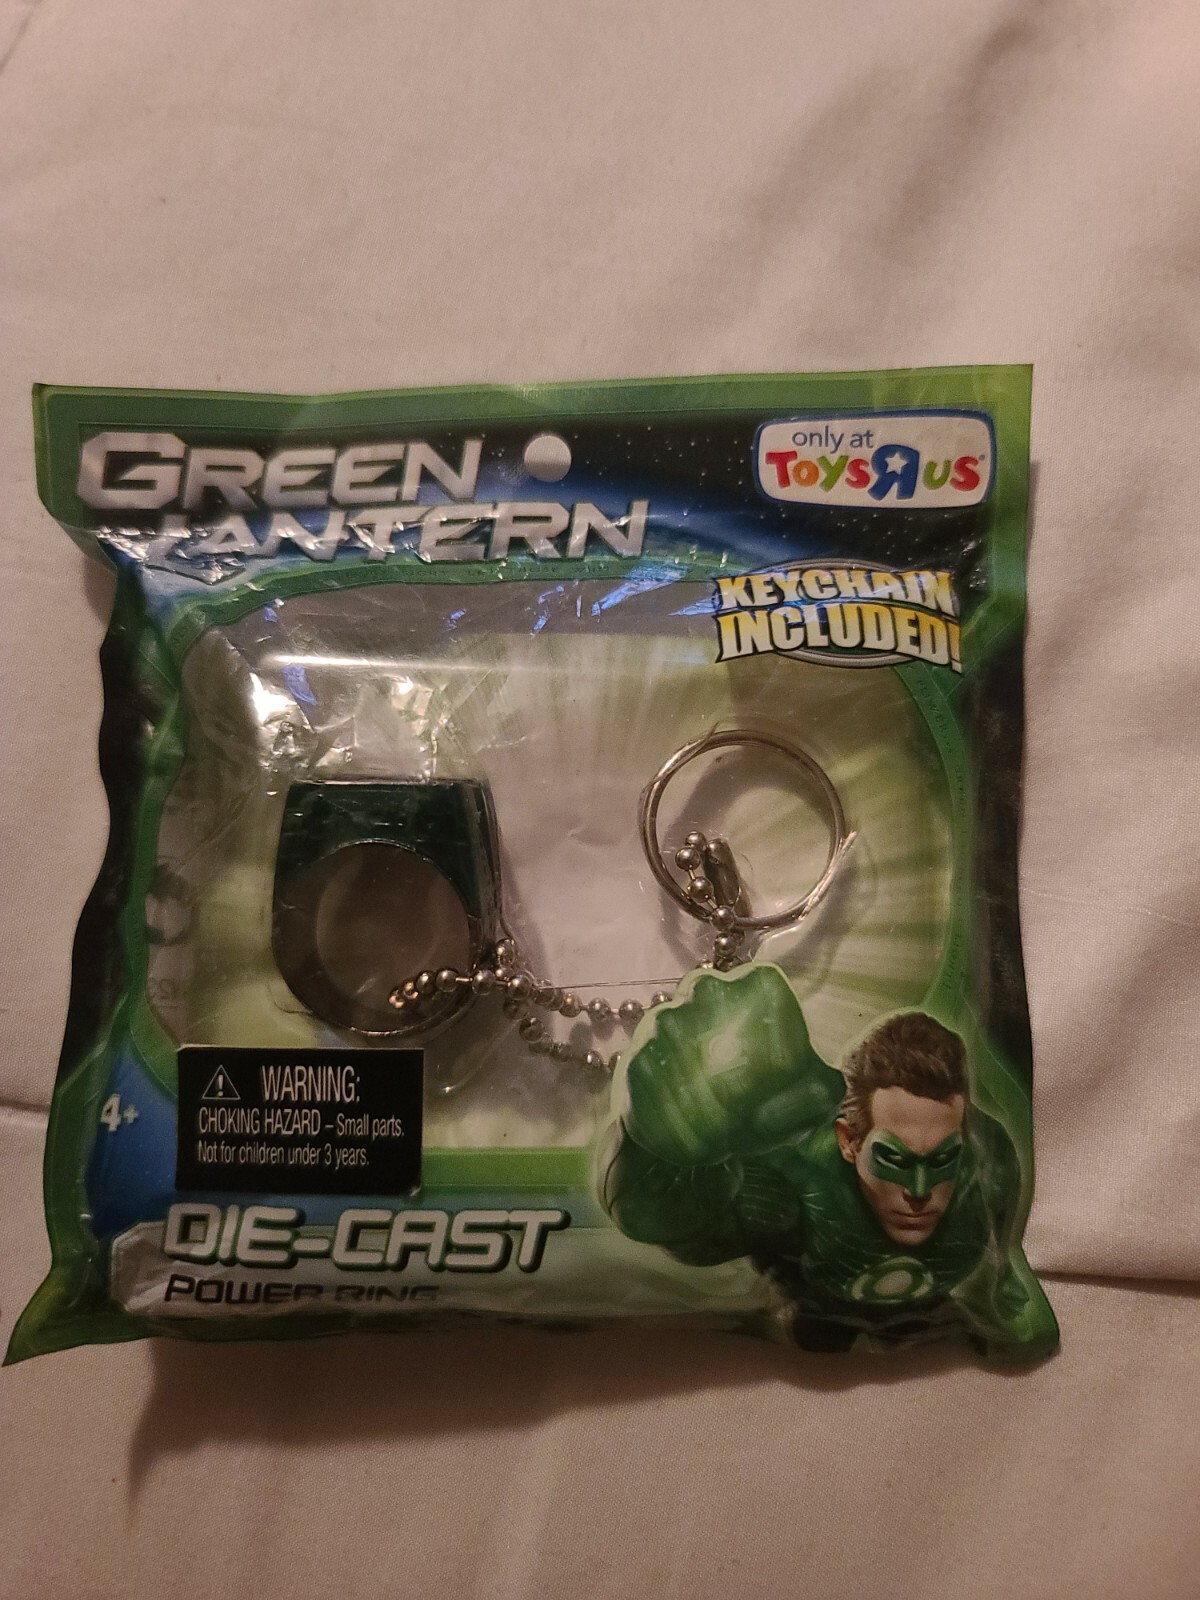 GREEN
LANTERN
only at
TOYSRUS
KEYCHAIN
INCLUDED!
4+
WARNING:
CHOKING HAZARD – Small parts.
Not for children under 3 years.
DIE-CAST
POWER RING